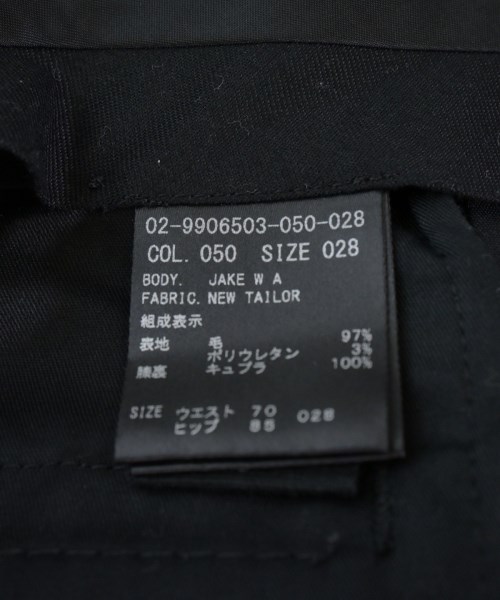 02-9906503-050-028
COL. 050 SIZE 028
BODY. JAKE W A
FABRIC. NEW TAILOR
組成表示
表地 毛 97%
ポリウレタン 3%
膝裏 キュプラ 100%
SIZE ウエスト 70 028
ヒップ 85